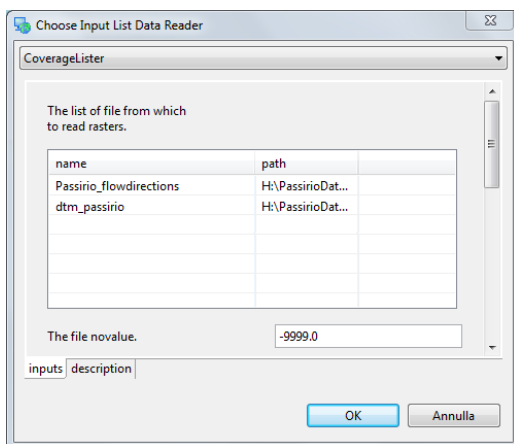 Choose Input List Data Reader
CoverageLister
The list of file from which
to read rasters.
name path
Passirio_flowdirections H:\PassirioDat...
dtm_passirio H:\PassirioDat...
The file novalue. -9999.0
inputs description
OK Annulla